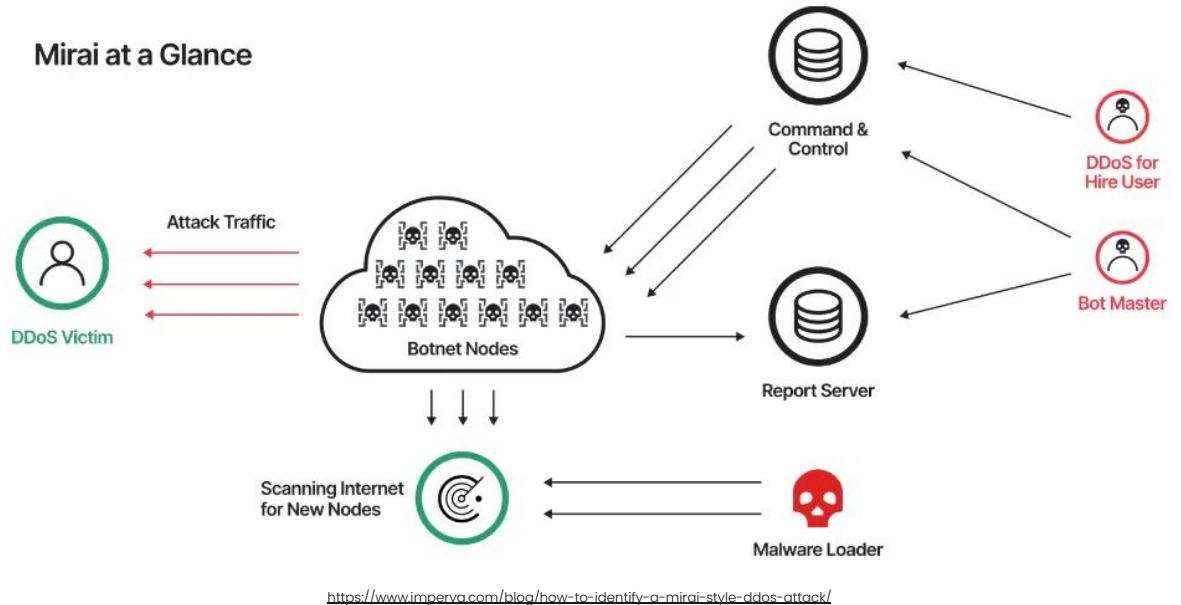 Mirai at a Glance
Command &
Control
DDoS for
Hire User
Attack Traffic
DDoS Victim
Botnet Nodes
Bot Master
Report Server
Scanning Internet
for New Nodes
Malware Loader
https://www.imperva.com/blog/how-to-identify-a-mirai-style-ddos-attack/